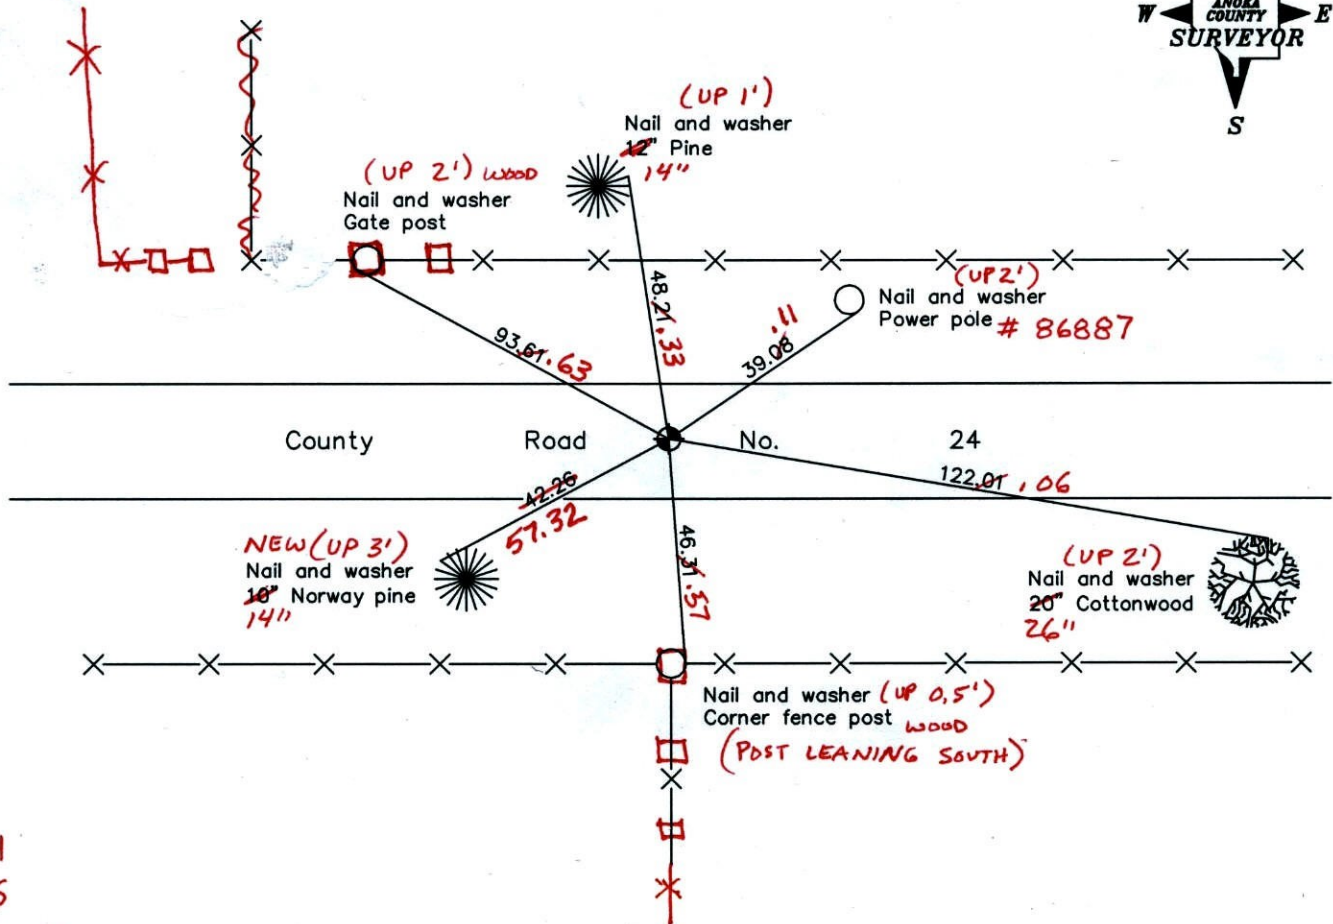 W ANOKA E
COUNTY
SURVEYOR
S
(UP 1')
Nail and washer
12" Pine
14"
(UP 2') WOOD
Nail and washer
Gate post
(UP2')
Nail and washer
Power pole # 86887
93.61 .63
48.21 .33
39.08 .11
County Road No. 24
122.01 .06
42.26
57.32
46.31 .57
NEW (UP 3')
Nail and washer
10" Norway pine
14"
(UP 2')
Nail and washer
20" Cottonwood
26"
Nail and washer (UP 0.5')
Corner fence post WOOD
(POST LEANING SOUTH)